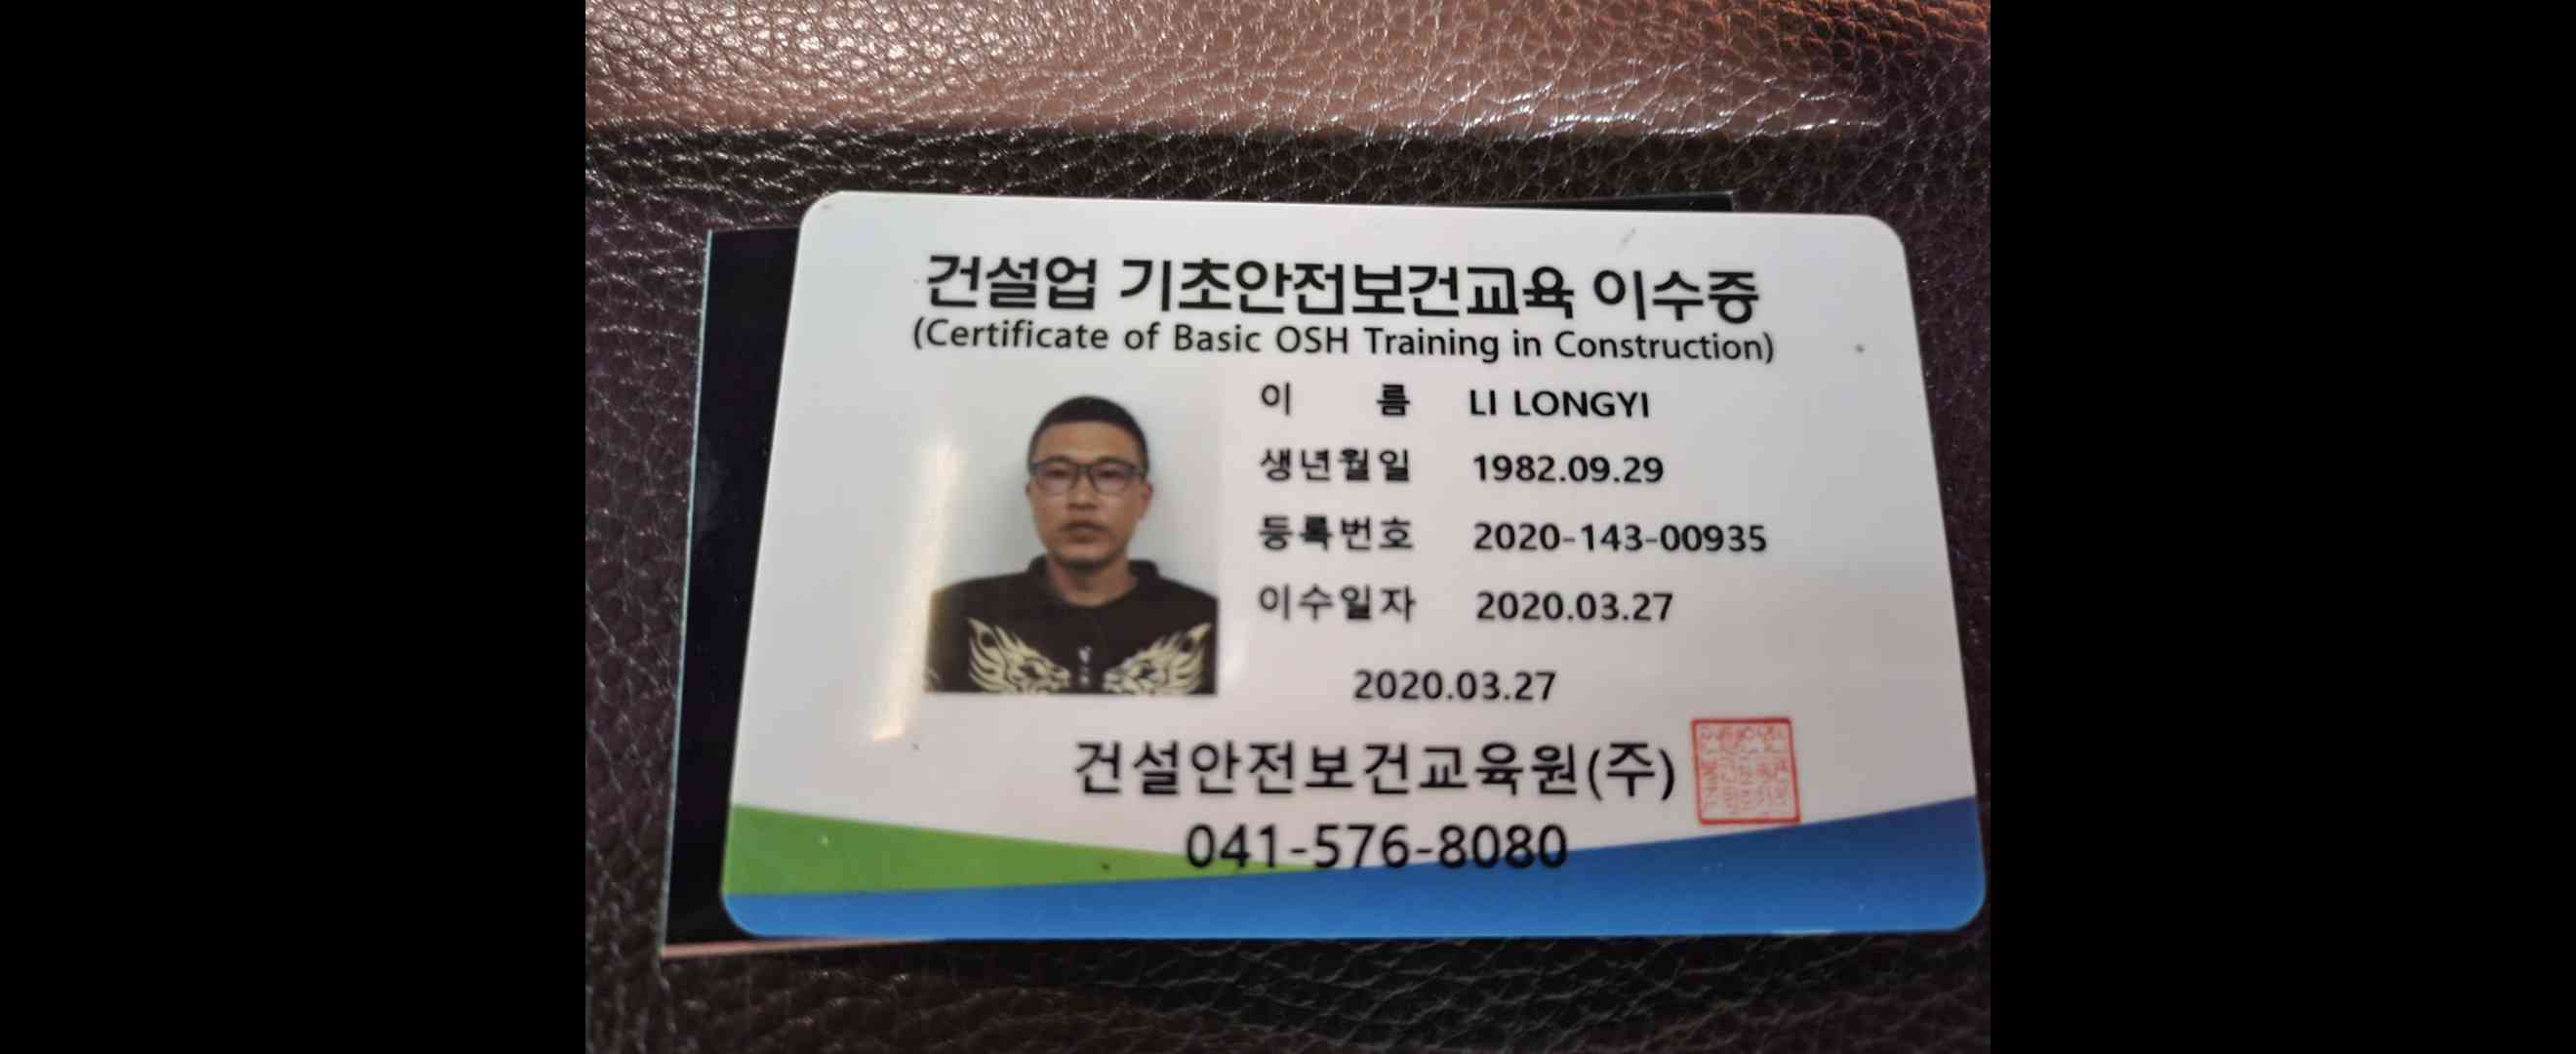 건설업 기초안전보건교육 이수증
(Certificate of Basic OSH Training in Construction)
이 름 LI LONGYI
생년월일 1982.09.29
등록번호 2020-143-00935
이수일자 2020.03.27
2020.03.27
건설안전보건교육원(주)
041-576-8080